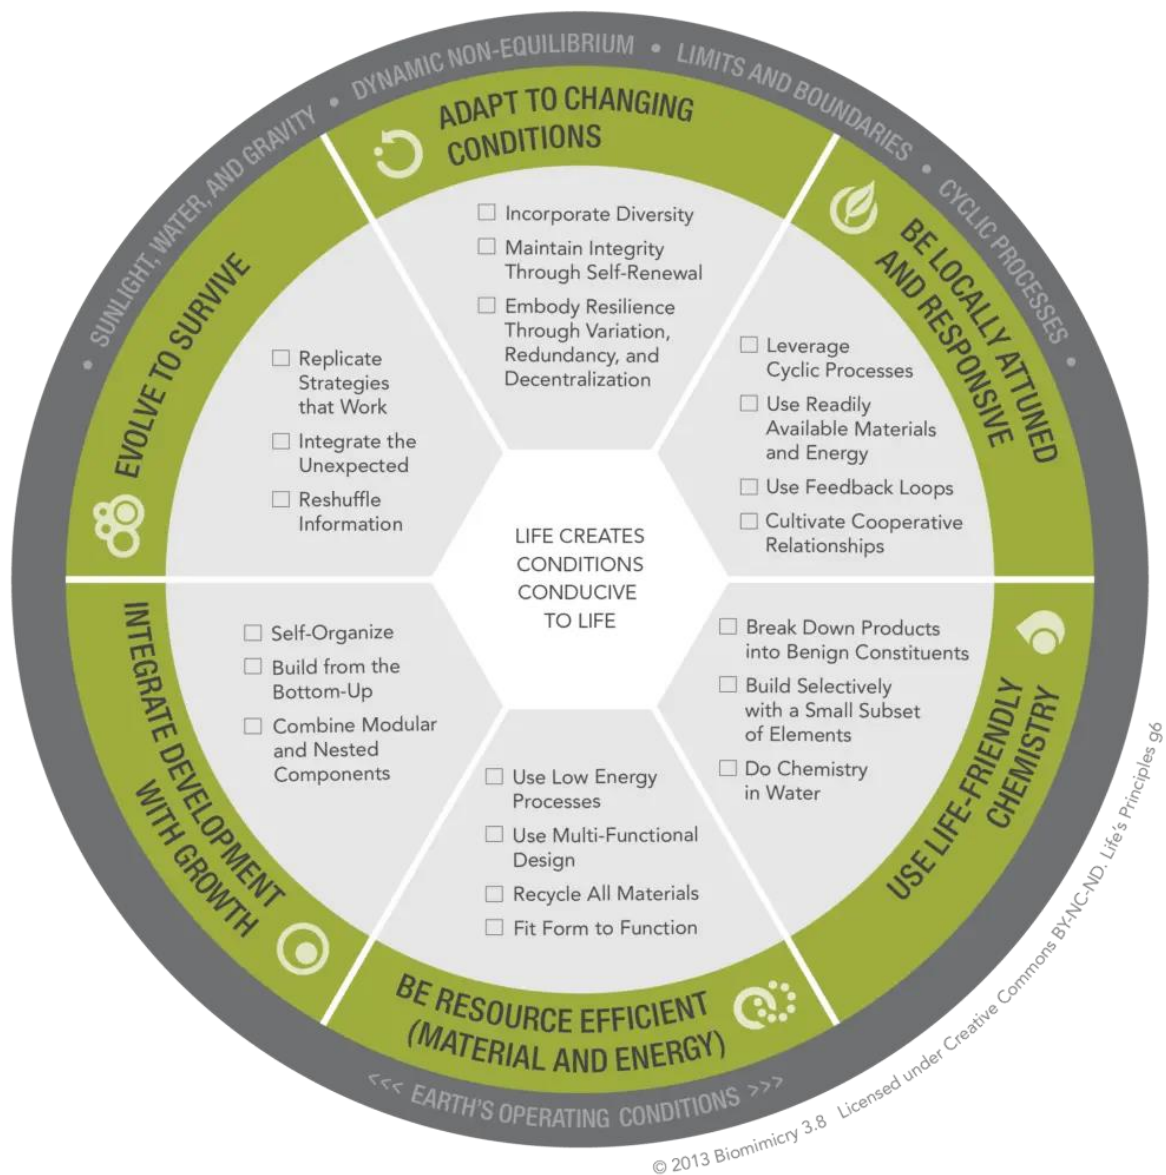 • SUNLIGHT, WATER, AND GRAVITY • DYNAMIC NON-EQUILIBRIUM • LIMITS AND BOUNDARIES • CYCLIC PROCESSES •
ADAPT TO CHANGING
CONDITIONS
Incorporate Diversity
Maintain Integrity
Through Self-Renewal
Embody Resilience
Through Variation,
Redundancy, and
Decentralization
BE LOCALLY ATTUNED
AND RESPONSIVE
Leverage
Cyclic Processes
Use Readily
Available Materials
and Energy
Use Feedback Loops
Cultivate Cooperative
Relationships
USE LIFE-FRIENDLY
CHEMISTRY
Break Down Products
into Benign Constituents
Build Selectively
with a Small Subset
of Elements
Do Chemistry
in Water
BE RESOURCE EFFICIENT
(MATERIAL AND ENERGY)
Use Low Energy
Processes
Use Multi-Functional
Design
Recycle All Materials
Fit Form to Function
INTEGRATE DEVELOPMENT
WITH GROWTH
Self-Organize
Build from the
Bottom-Up
Combine Modular
and Nested
Components
EVOLVE TO SURVIVE
Replicate
Strategies
that Work
Integrate the
Unexpected
Reshuffle
Information
LIFE CREATES
CONDITIONS
CONDUCIVE
TO LIFE
<<< EARTH'S OPERATING CONDITIONS >>>
© 2013 Biomimicry 3.8 Licensed under Creative Commons BY-NC-ND. Life's Principles g6